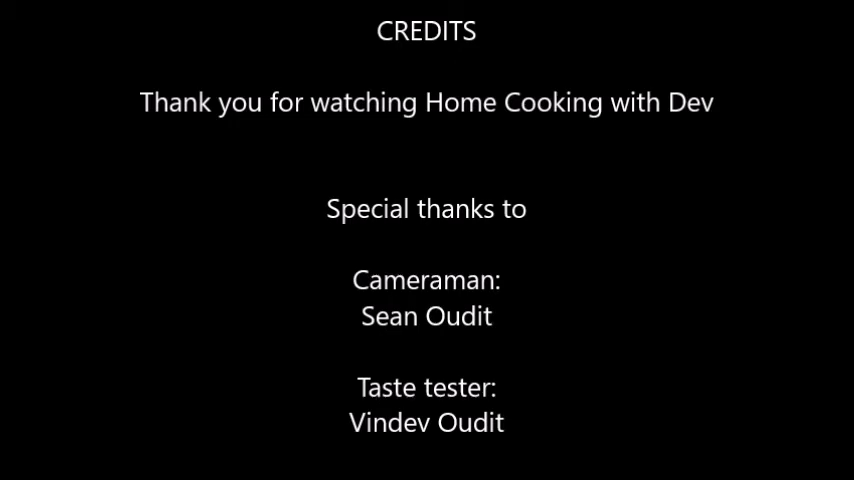 CREDITS
Thank you for watching Home Cooking with Dev
Special thanks to
Cameraman:
Sean Oudit
Taste tester:
Vindev Oudit